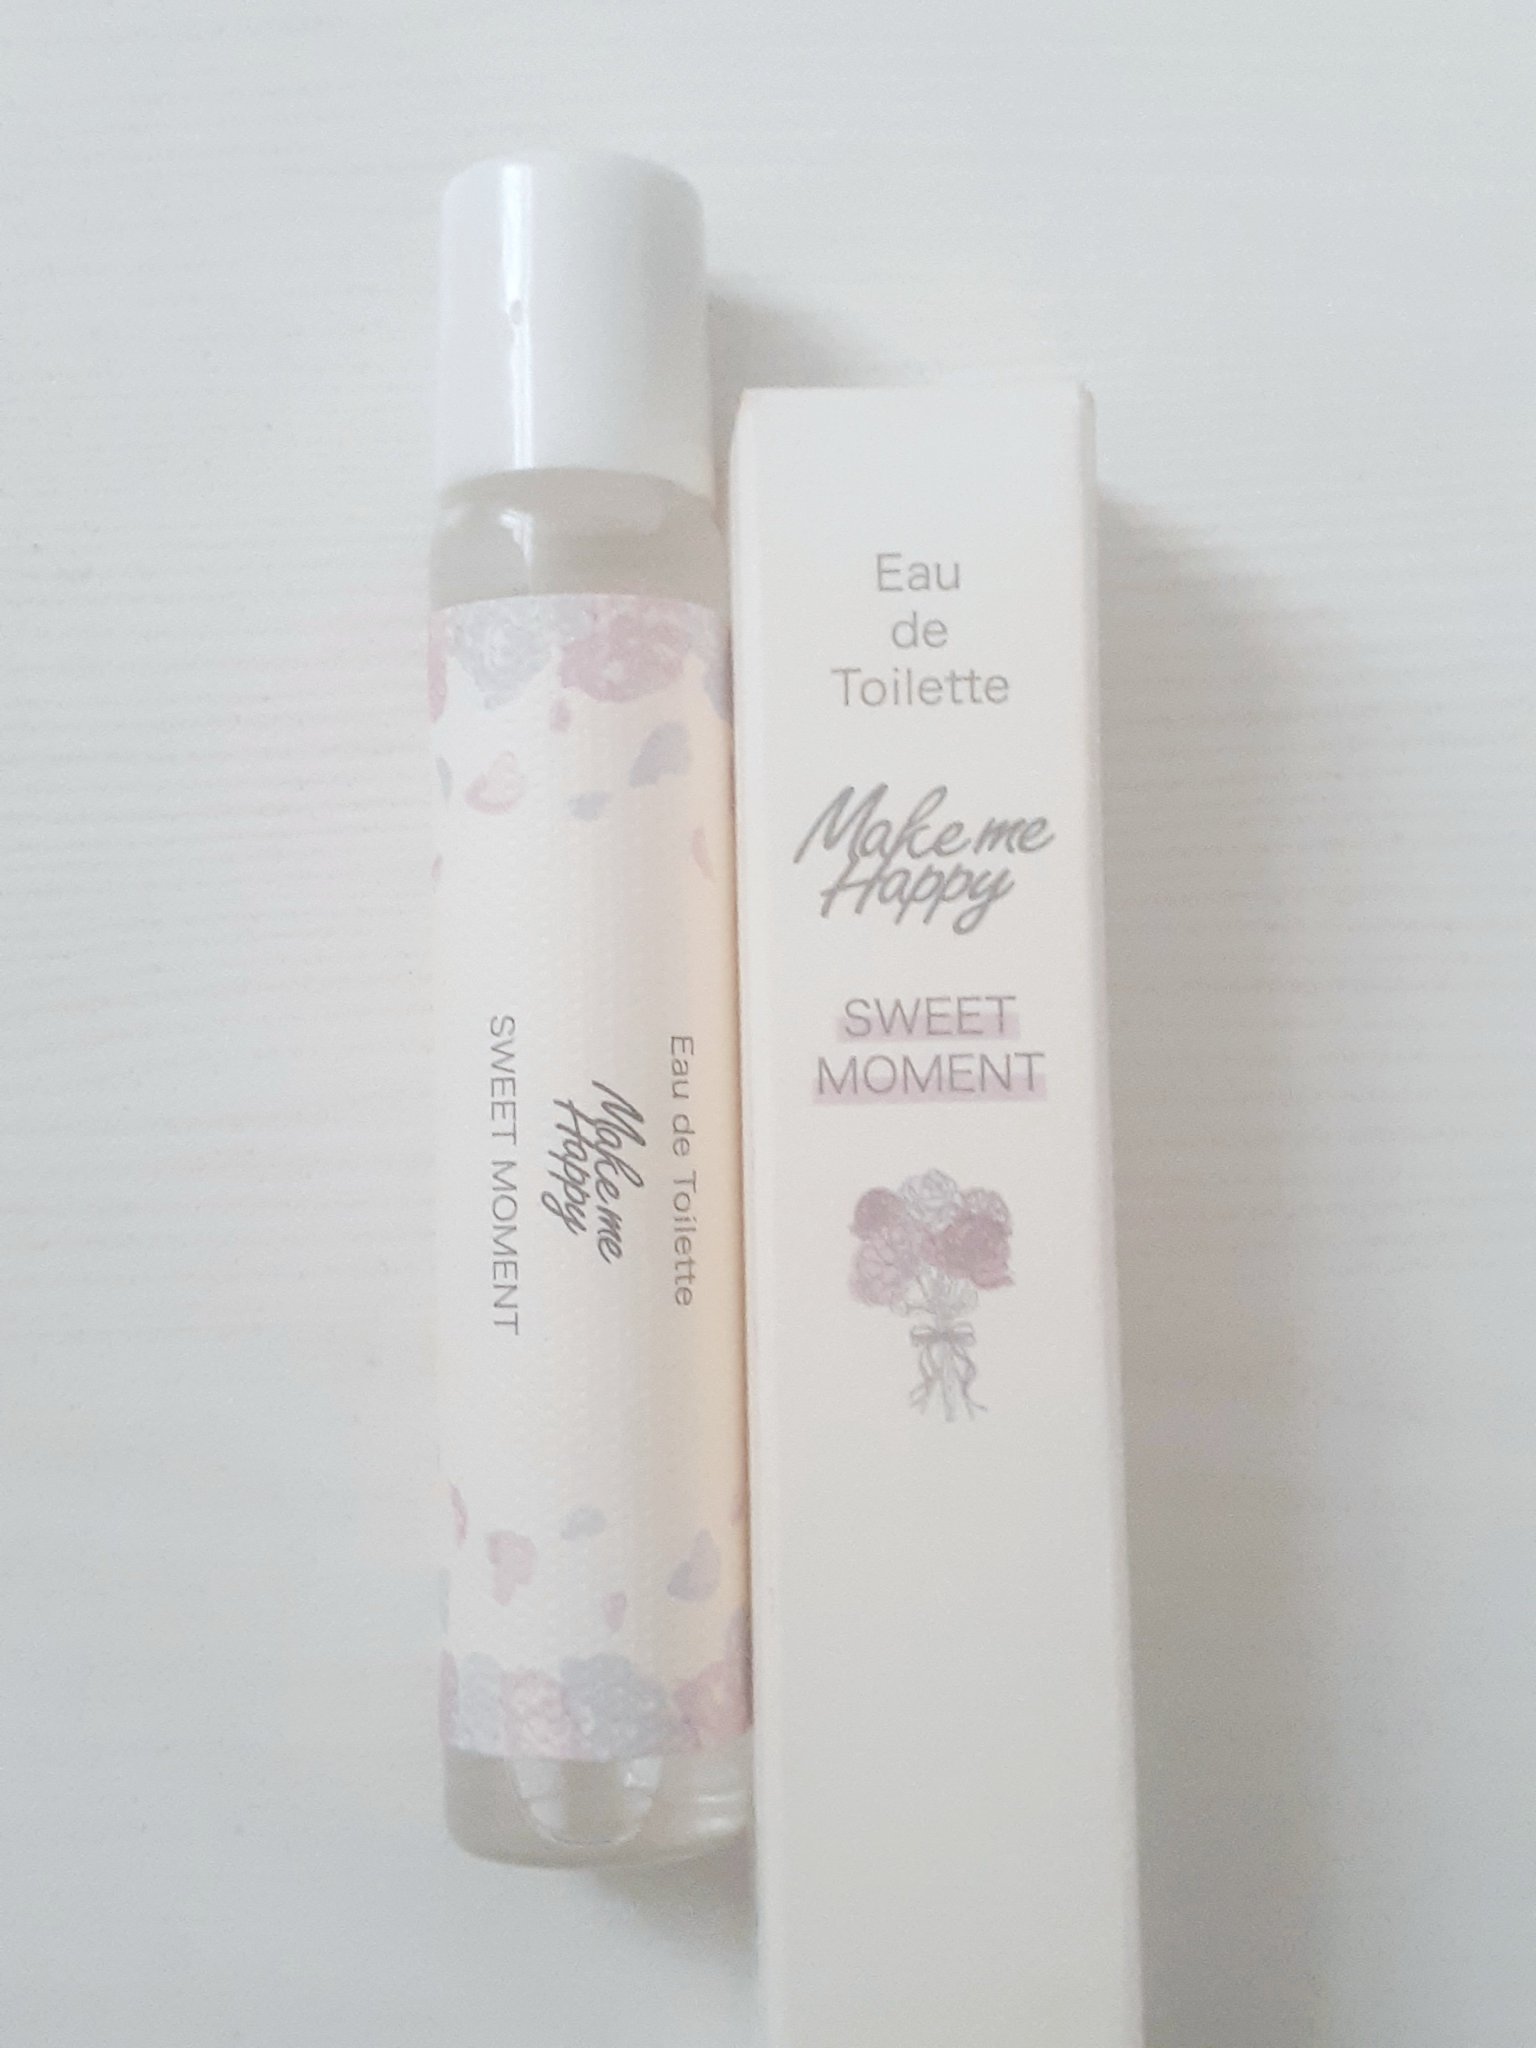 Eau de Toilette
Make me
Happy
SWEET MOMENT
Eau
de
Toilette
Make me
Happy
SWEET
MOMENT